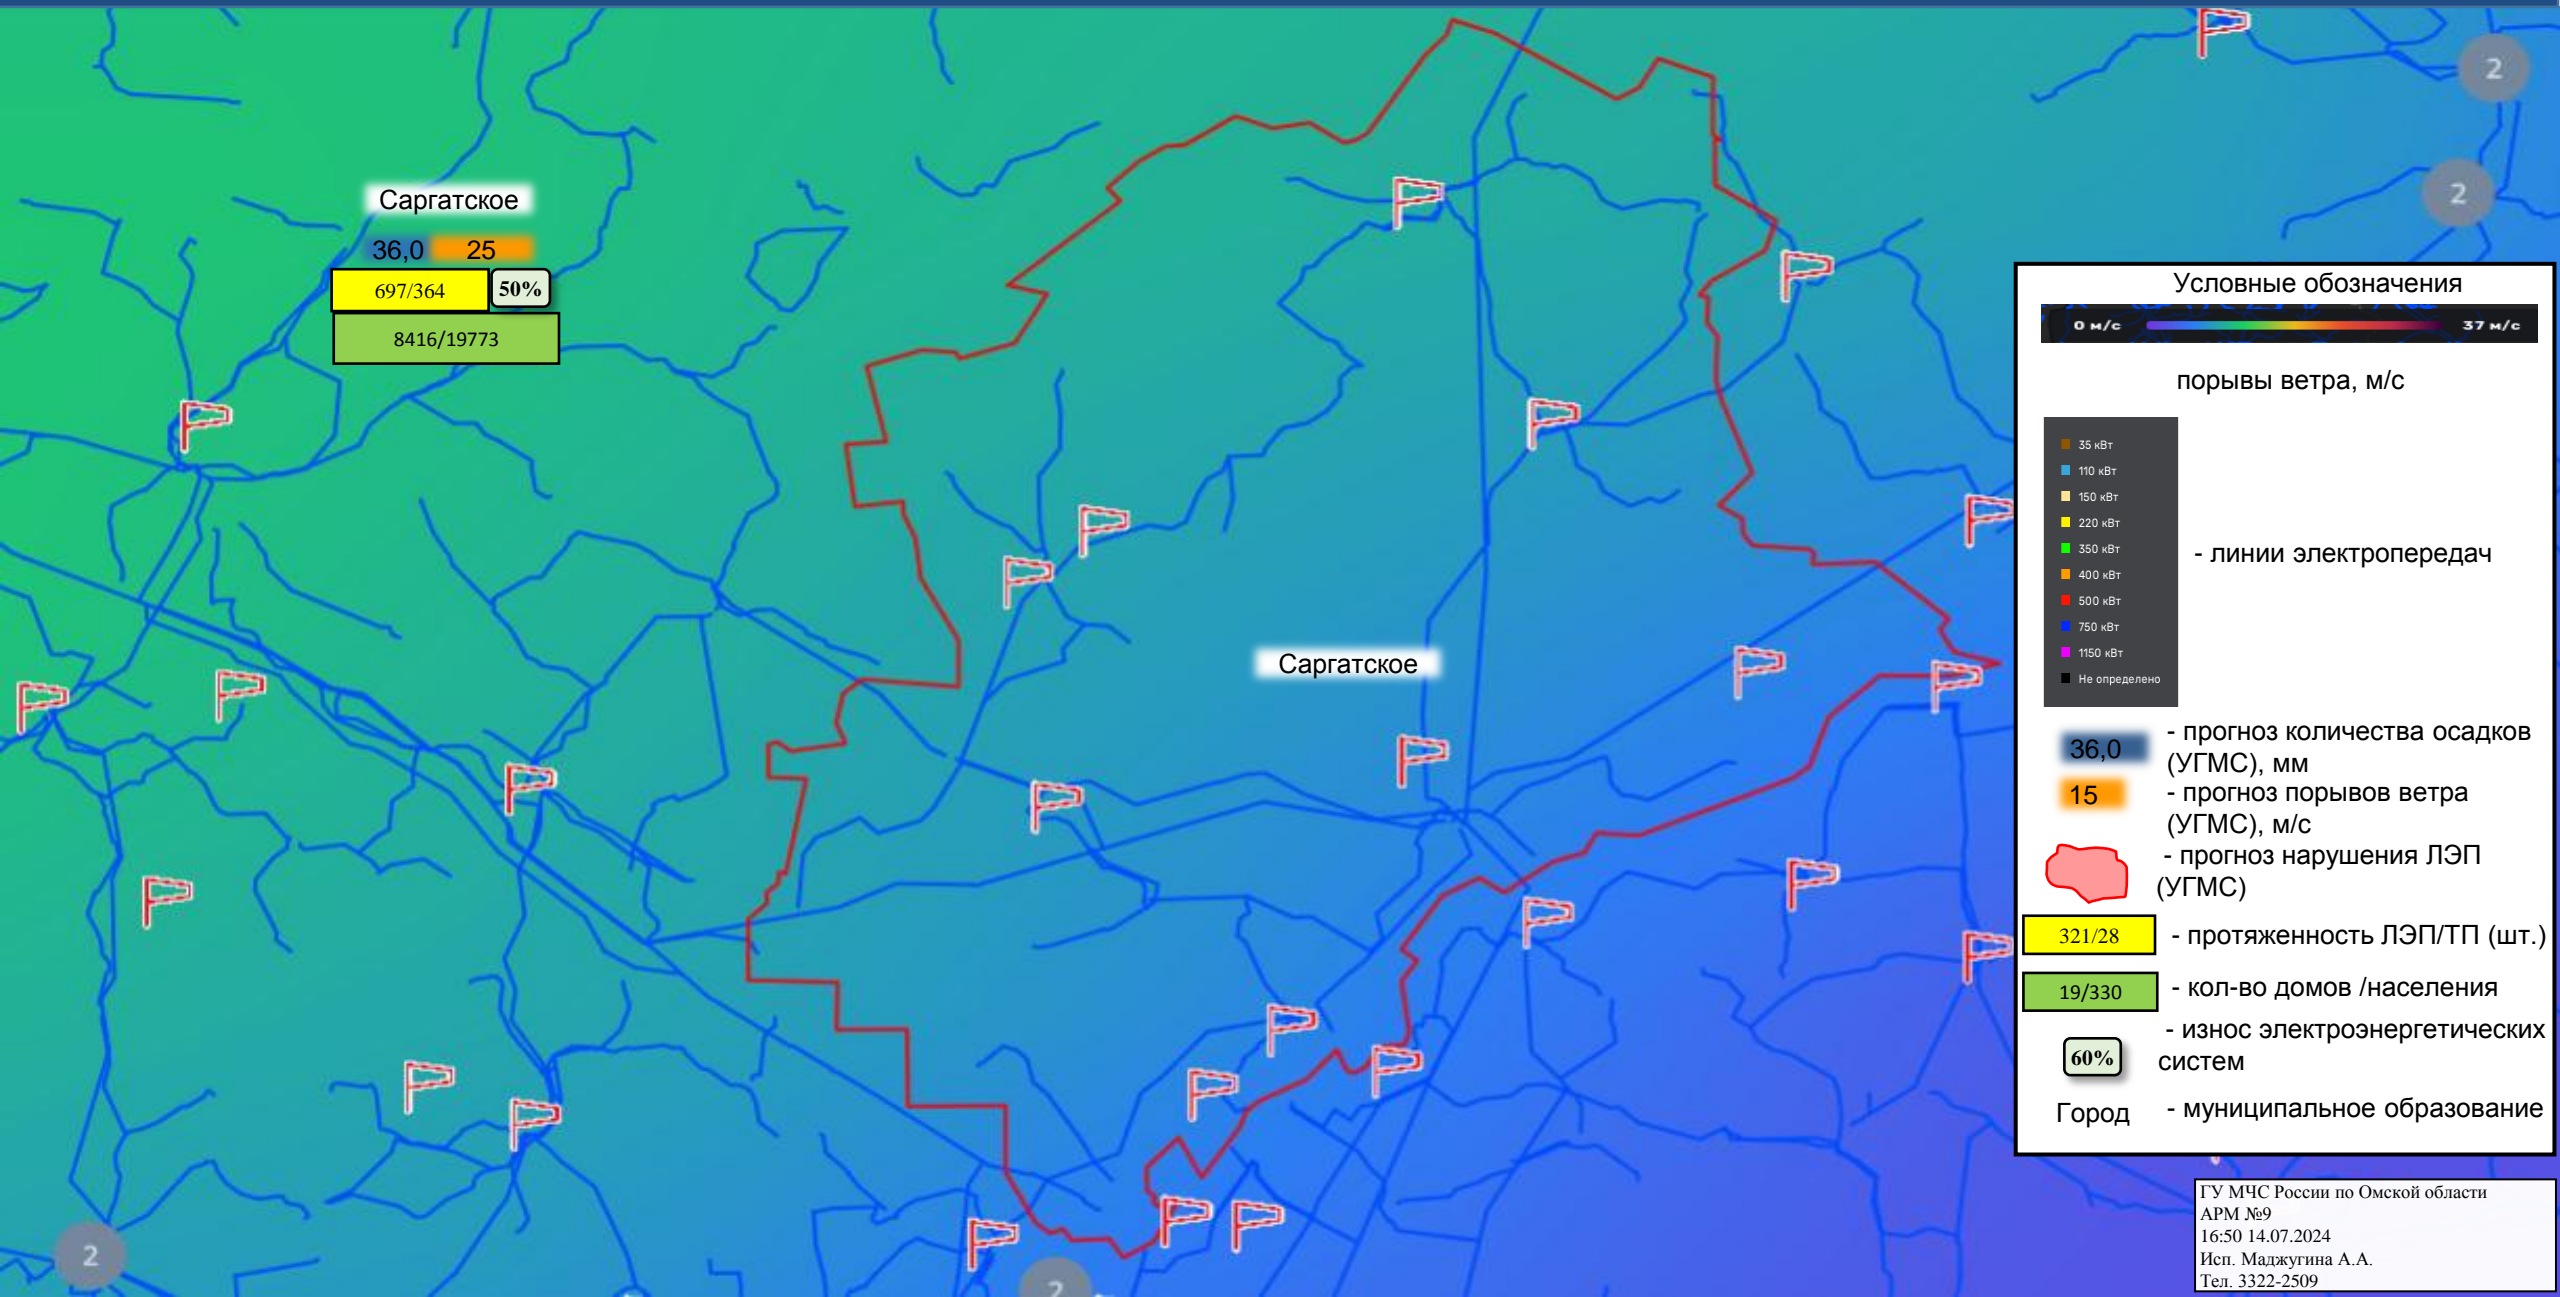 Саргатское
36,0 25
697/364 50%
8416/19773
Саргатское
2
2
2
2
Условные обозначения
0 м/с 37 м/с
порывы ветра, м/с
35 кВт
110 кВт
150 кВт
220 кВт
350 кВт
400 кВт
500 кВт
750 кВт
1150 кВт
Не определено
- линии электропередач
36,0 - прогноз количества осадков
(УГМС), мм
15 - прогноз порывов ветра
(УГМС), м/с
- прогноз нарушения ЛЭП
(УГМС)
321/28 - протяженность ЛЭП/ТП (шт.)
19/330 - кол-во домов /населения
60% - износ электроэнергетических
систем
Город - муниципальное образование
ГУ МЧС России по Омской области
АРМ №9
16:50 14.07.2024
Исп. Маджугина А.А.
Тел. 3322-2509